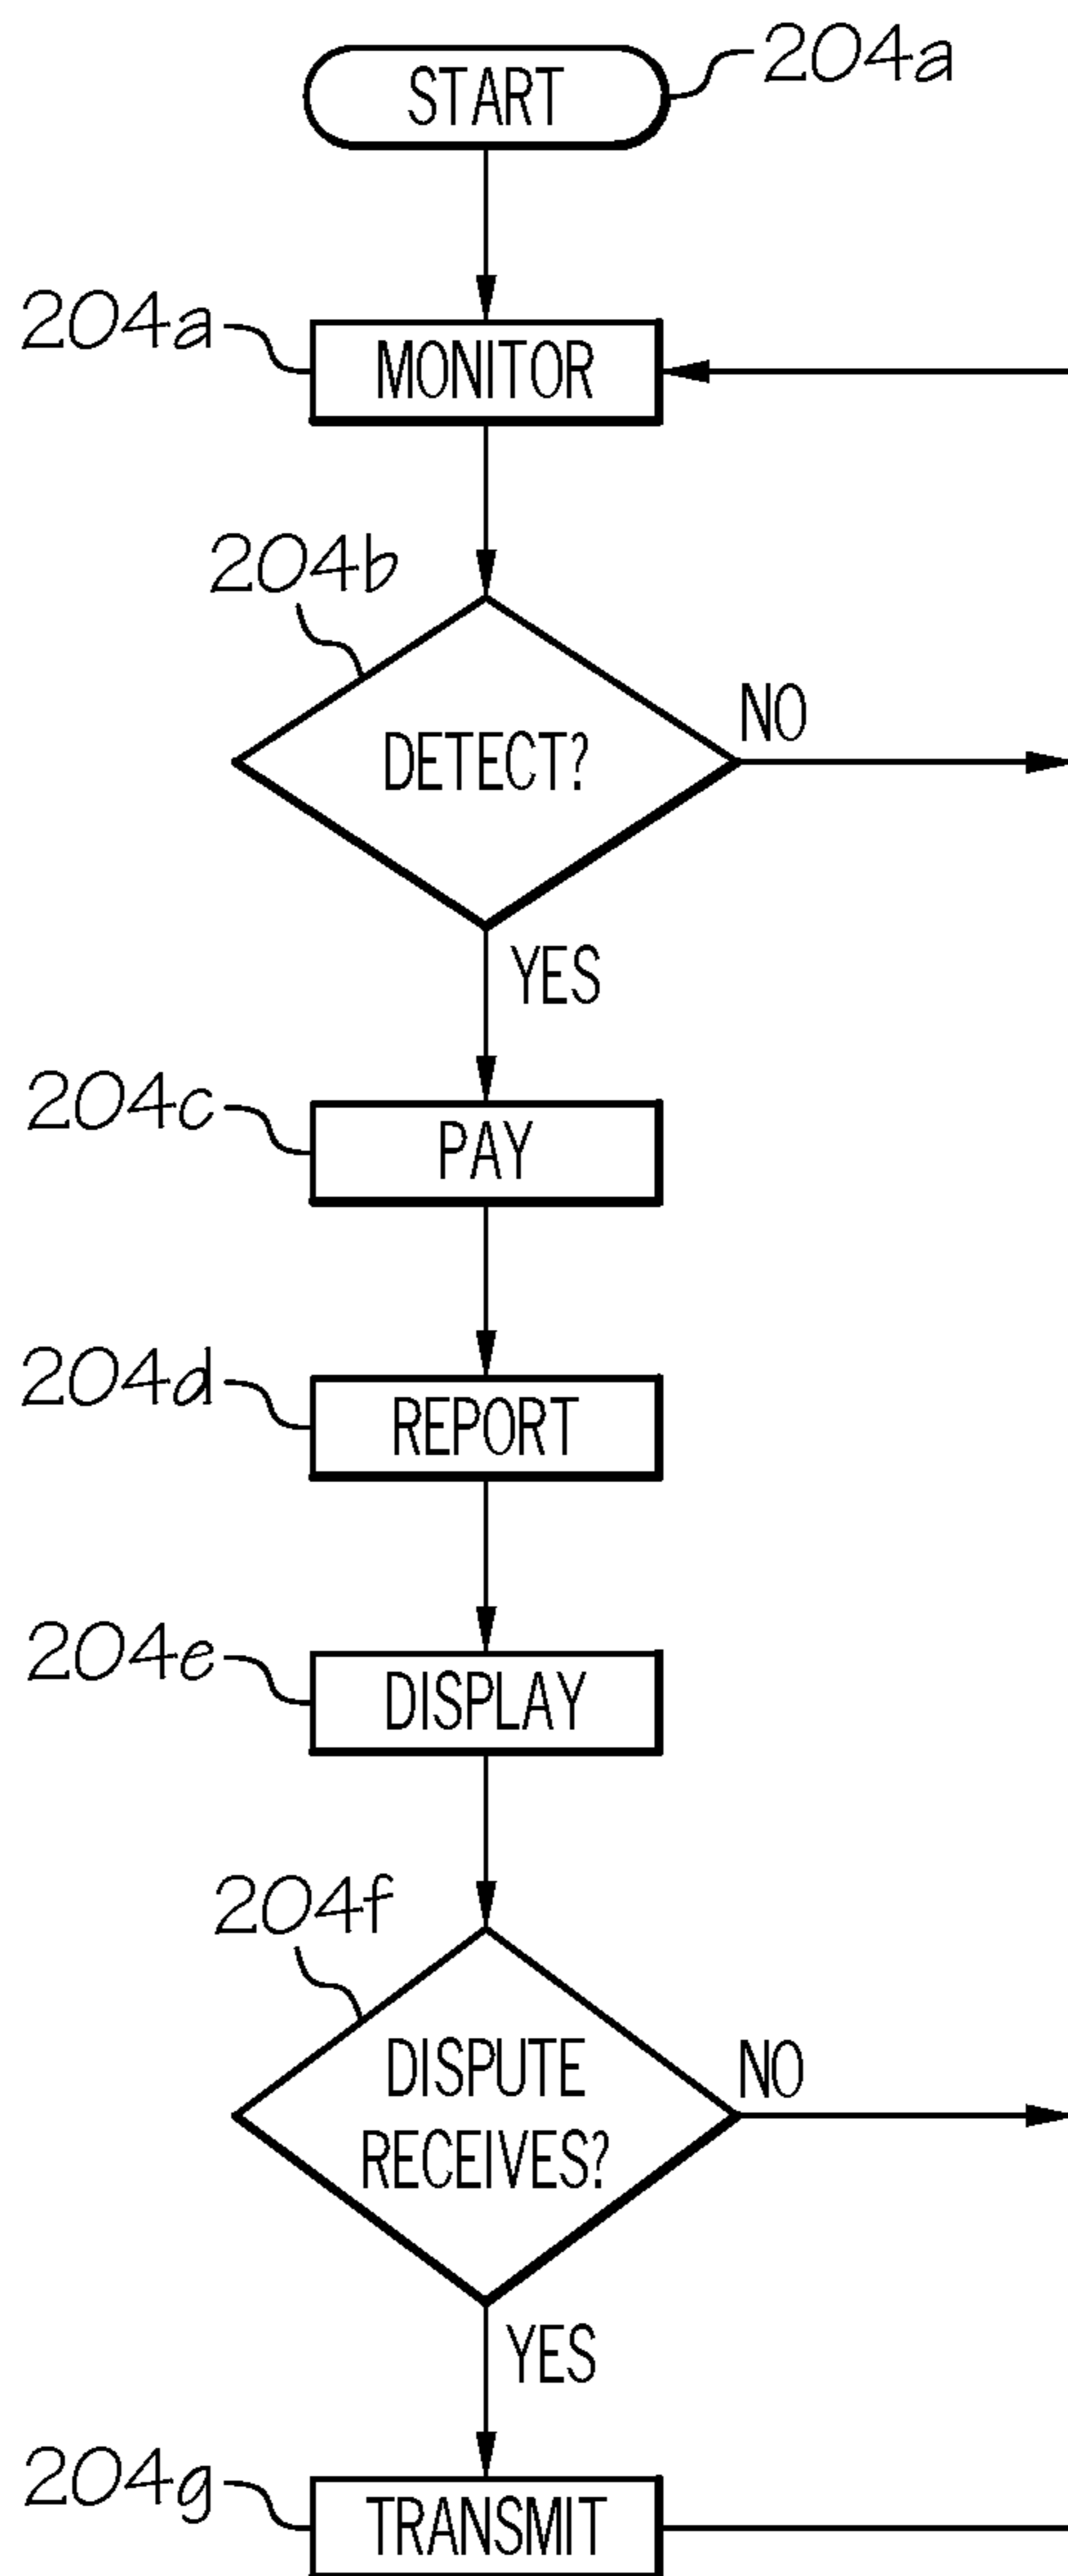 START
204a
204a
MONITOR
204b
DETECT?
NO
YES
204c
PAY
204d
REPORT
204e
DISPLAY
204f
DISPUTE
RECEIVES?
NO
YES
204g
TRANSMIT